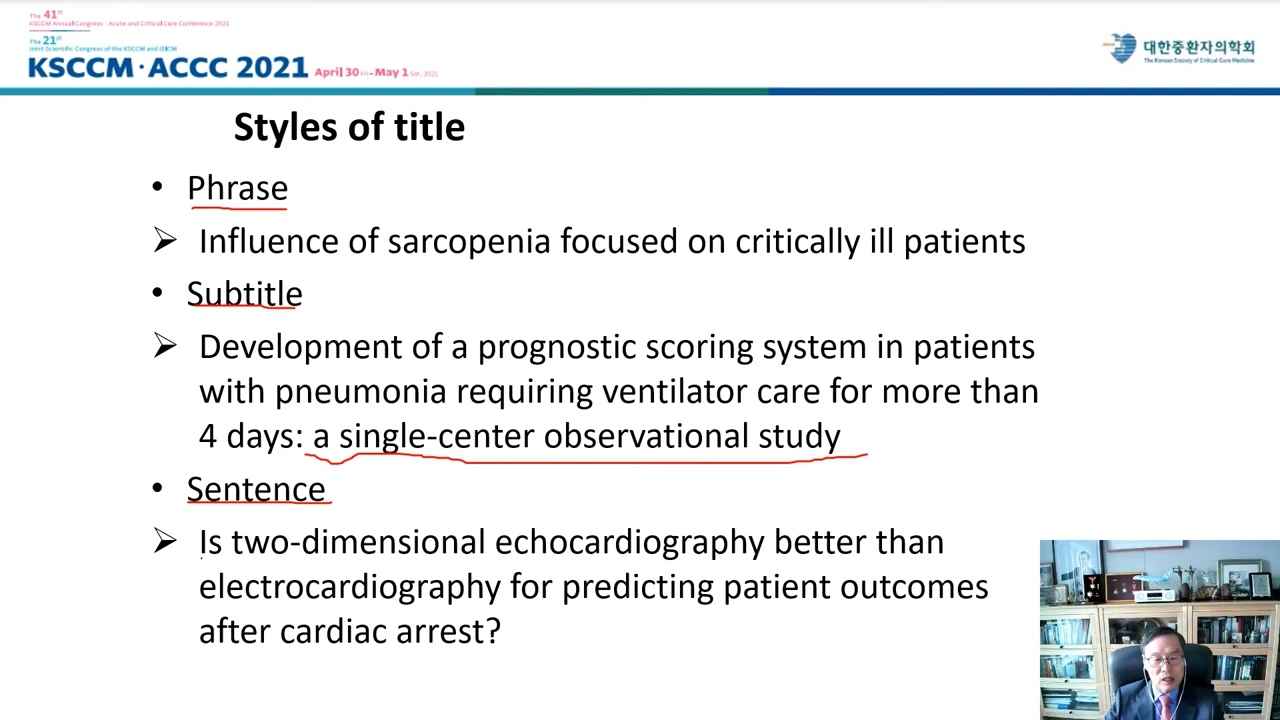 The 41st
KSCCM Annual Congress · Acute and Critical Care Conference 2021
The 21st
Joint Scientific Congress of the KSCCM and JSICM
KSCCM · ACCC 2021 April 30 Fri - May 1 Sat, 2021
대한중환자의학회
The Korean Society of Critical Care Medicine
Styles of title
• Phrase
➢ Influence of sarcopenia focused on critically ill patients
• Subtitle
➢ Development of a prognostic scoring system in patients
with pneumonia requiring ventilator care for more than
4 days: a single-center observational study
• Sentence
➢ Is two-dimensional echocardiography better than
electrocardiography for predicting patient outcomes
after cardiac arrest?